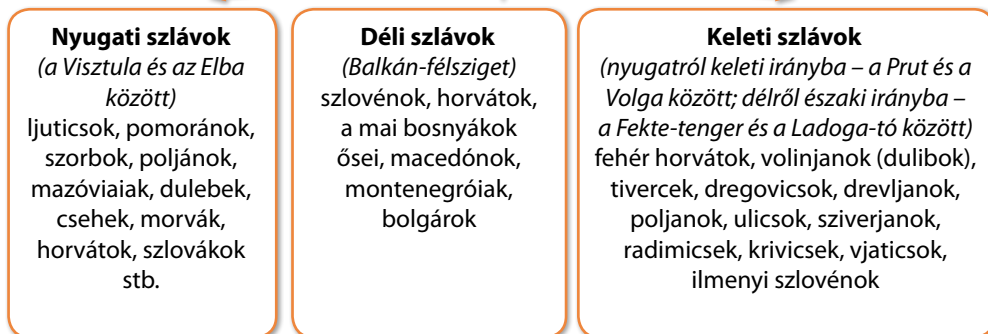 Nyugati szlávok
(a Visztula és az Elba
között)
ljuticsok, pomoránok,
szorbok, poljánok,
mazóviaiak, dulebek,
csehek, morvák,
horvátok, szlovákok
stb.
Déli szlávok
(Balkán-félsziget)
szlovénok, horvátok,
a mai bosnyákok
ősei, macedónok,
montenegróiak,
bolgárok
Keleti szlávok
(nyugatról keleti irányba – a Prut és a
Volga között; délről északi irányba –
a Fekte-tenger és a Ladoga-tó között)
fehér horvátok, volinjanok (dulibok),
tivercek, dregovicsok, drevljanok,
poljanok, ulicsok, sziverjanok,
radimicsek, krivicsek, vjaticsok,
ilmenyi szlovénok